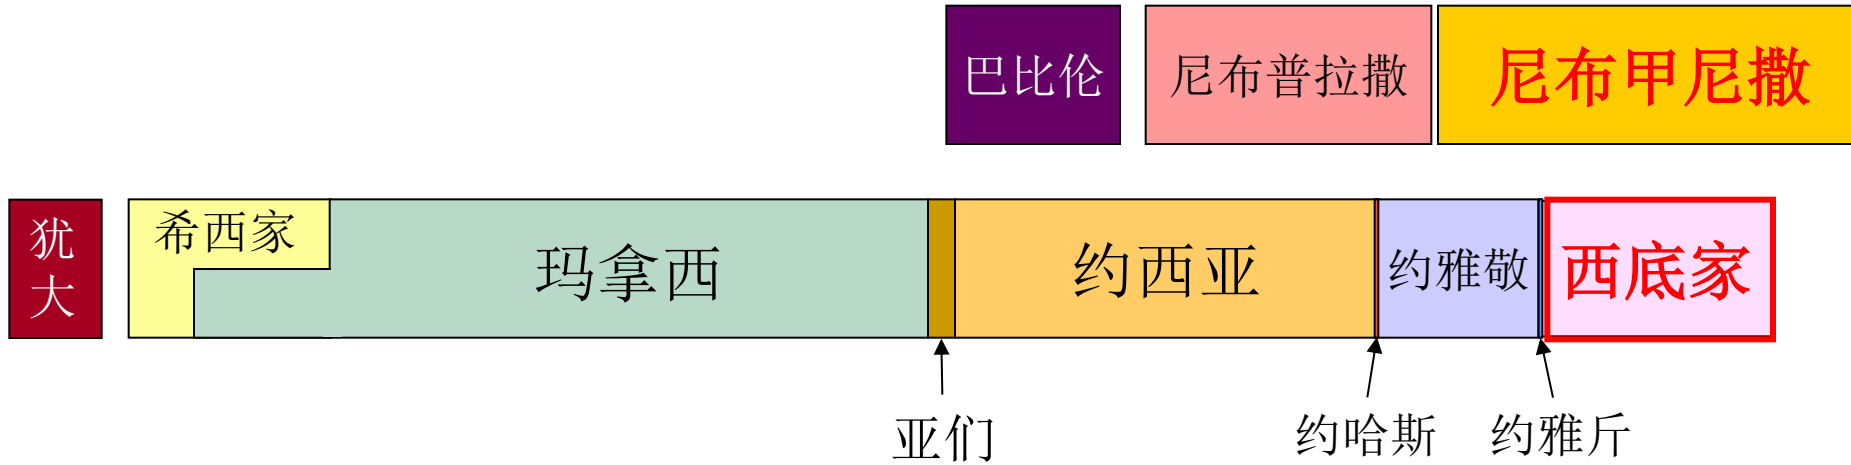 巴比伦
尼布普拉撒
尼布甲尼撒
犹大
希西家
玛拿西
约西亚
约雅敬
西底家
亚们
约哈斯
约雅斤